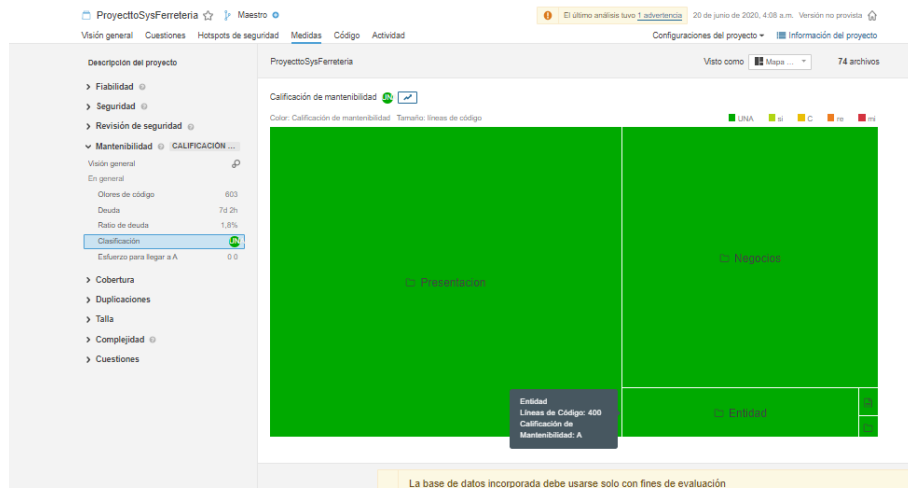 ProyecttoSysFerreteria Maestro
El último análisis tuvo 1 advertencia 20 de junio de 2020, 4:08 a.m. Versión no provista
Visión general Cuestiones Hotspots de seguridad Medidas Código Actividad
Configuraciones del proyecto Información del proyecto
Descripción del proyecto
Fiabilidad
Seguridad
Revisión de seguridad
Mantenibilidad CALIFICACIÓN ...
Visión general
En general
Olores de código 603
Deuda 7d 2h
Ratio de deuda 1,8%
Clasificación UN
Esfuerzo para llegar a A 0 0
Cobertura
Duplicaciones
Talla
Complejidad
Cuestiones
ProyecttoSysFerreteria
Visto como Mapa ... 74 archivos
Calificación de mantenibilidad UN
Color: Calificación de mantenibilidad Tamaño: líneas de código
UNA si C re mi
Presentacion
Negocios
Entidad
Entidad
Líneas de Código: 400
Calificación de
Mantenibilidad: A
La base de datos incorporada debe usarse solo con fines de evaluación